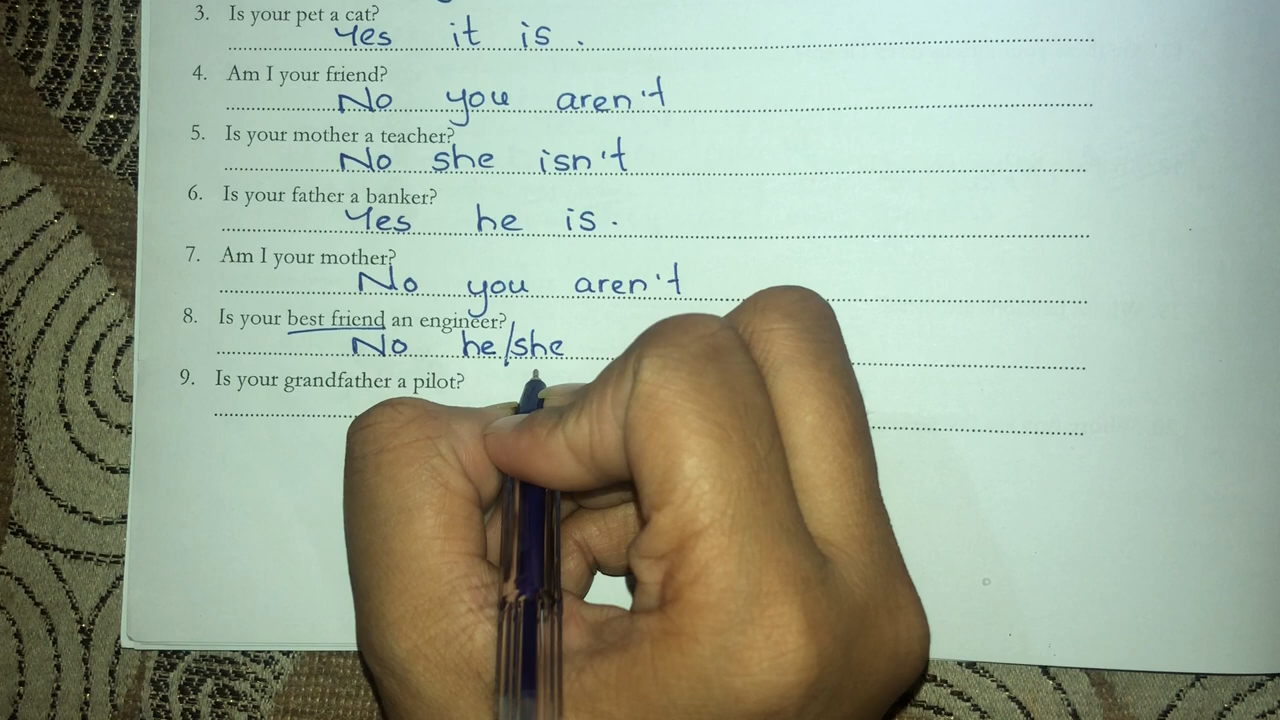 3. Is your pet a cat?
Yes it is.
4. Am I your friend?
No you aren't
5. Is your mother a teacher?
No she isn't
6. Is your father a banker?
Yes he is.
7. Am I your mother?
No you aren't
8. Is your best friend an engineer?
No he/she
9. Is your grandfather a pilot?